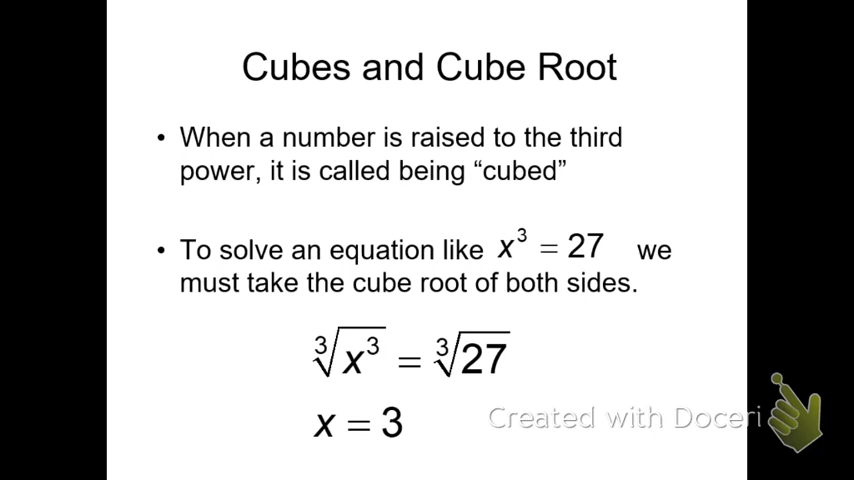 Cubes and Cube Root
• When a number is raised to the third
power, it is called being “cubed”
• To solve an equation like x³ = 27 we
must take the cube root of both sides.
∛x³ = ∛27
x = 3
Created with Doceri